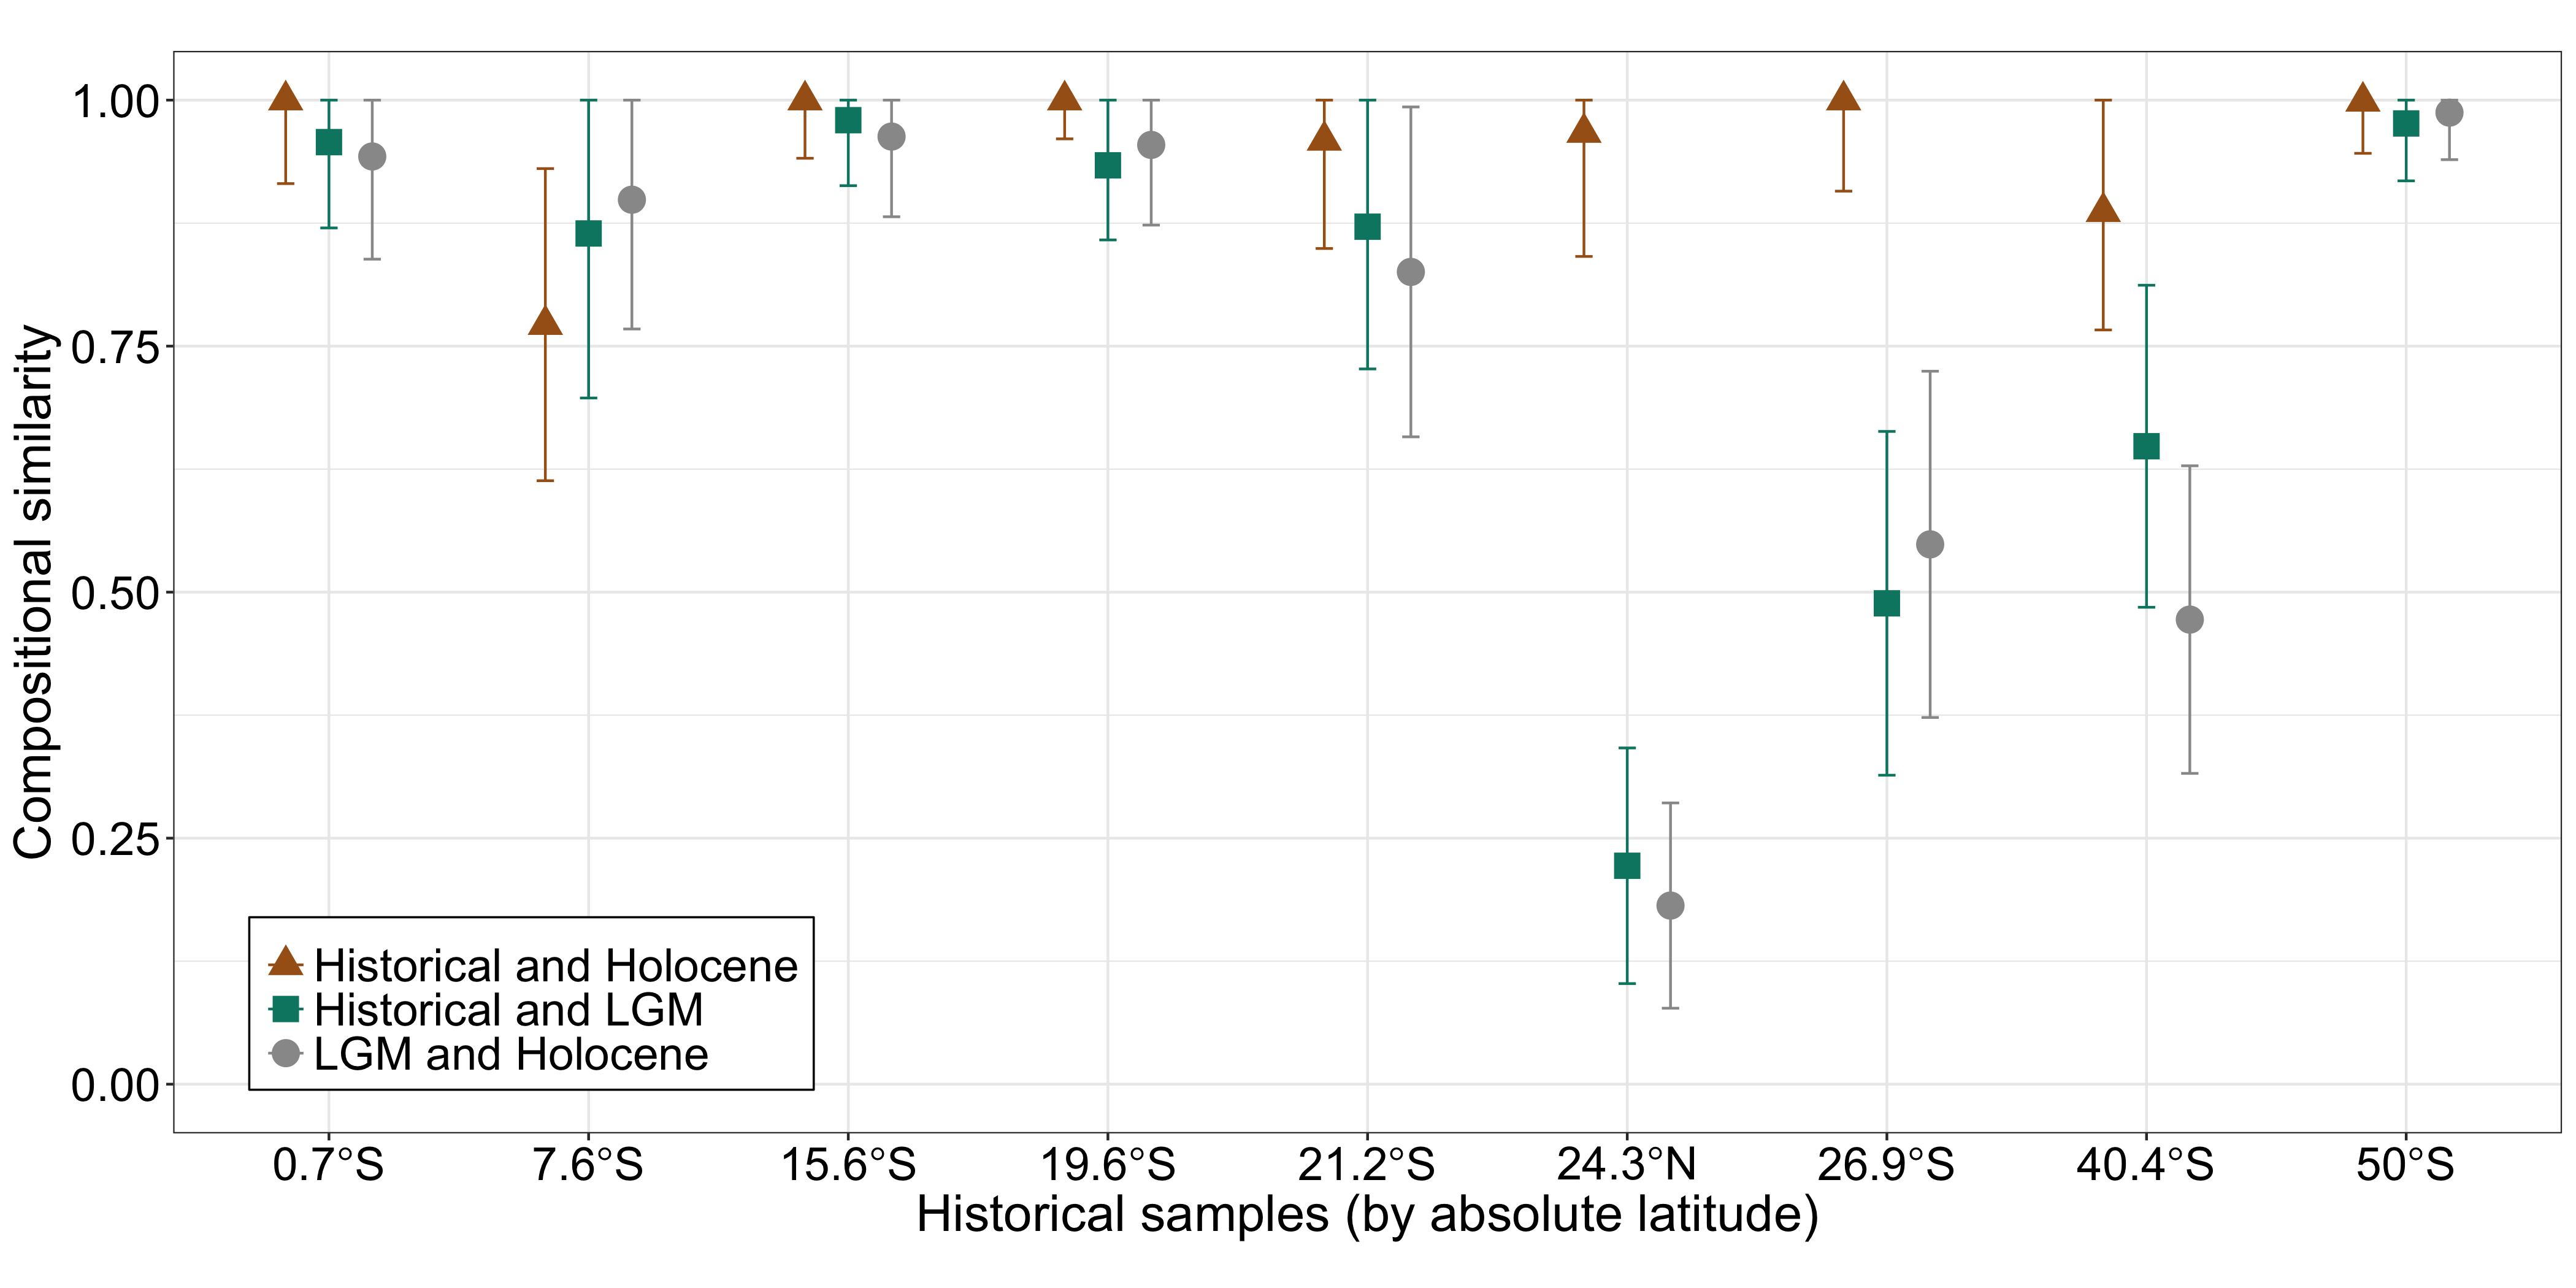 Compositional similarity
1.00
0.75
0.50
0.25
0.00
Historical and Holocene
Historical and LGM
LGM and Holocene
0.7°S 7.6°S 15.6°S 19.6°S 21.2°S 24.3°N 26.9°S 40.4°S 50°S
Historical samples (by absolute latitude)